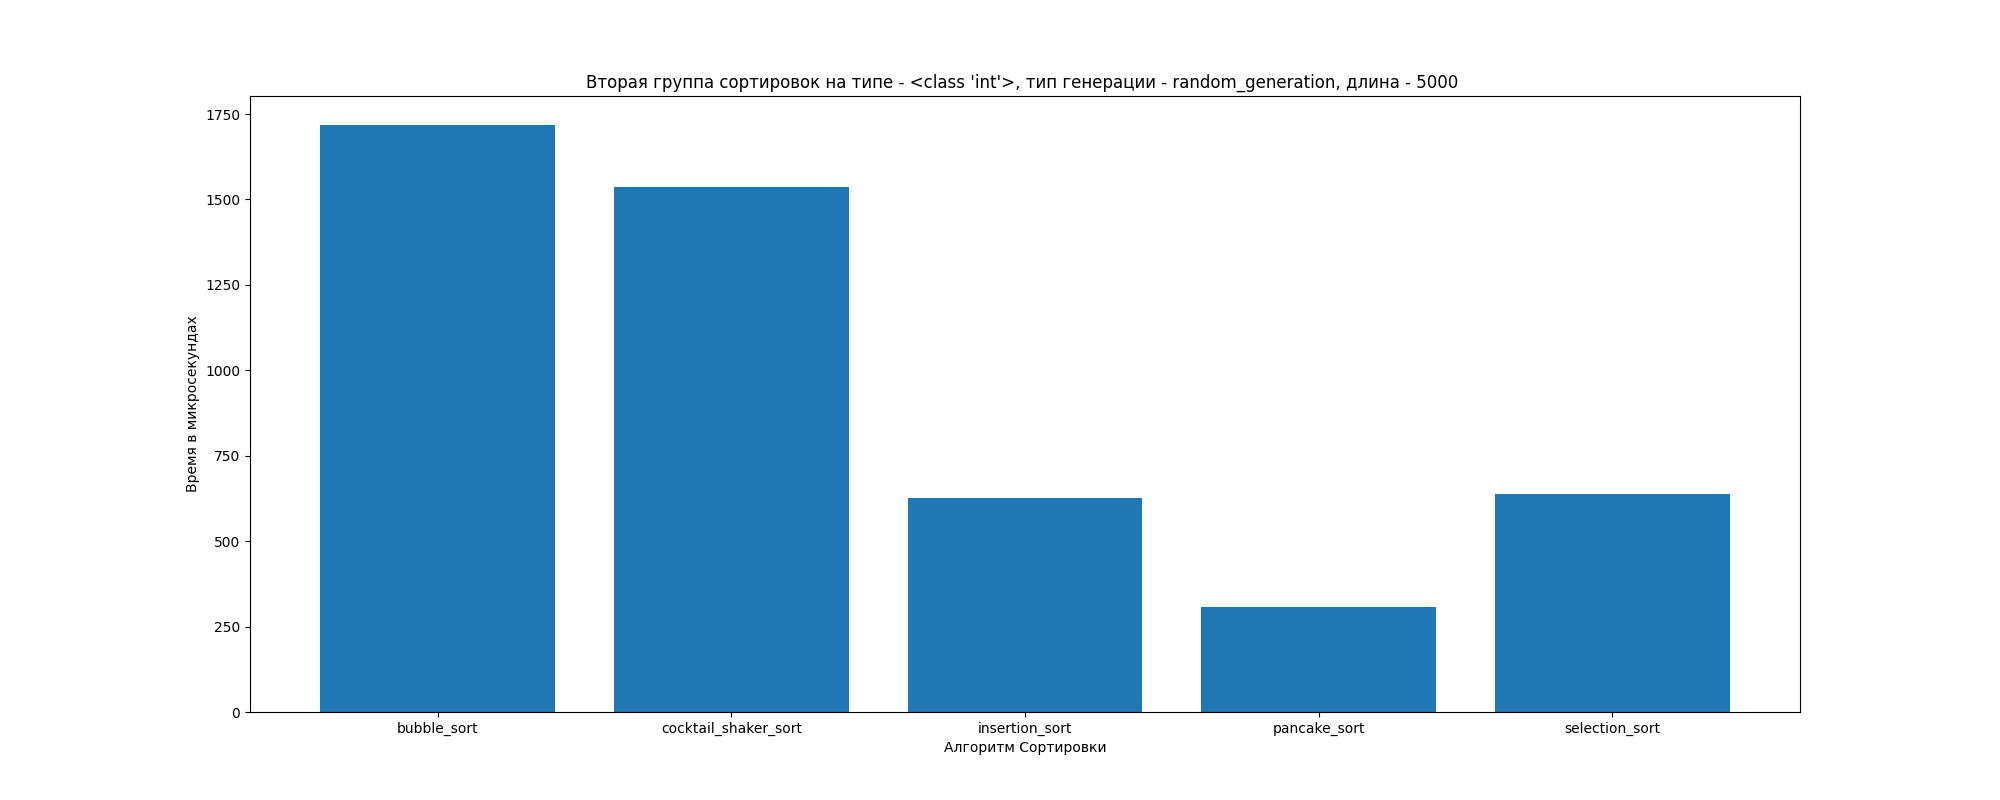 Вторая группа сортировок на типе - <class 'int'>, тип генерации - random_generation, длина - 5000
Время в микросекундах
1750
1500
1250
1000
750
500
250
0
bubble_sort cocktail_shaker_sort insertion_sort pancake_sort selection_sort
Алгоритм Сортировки